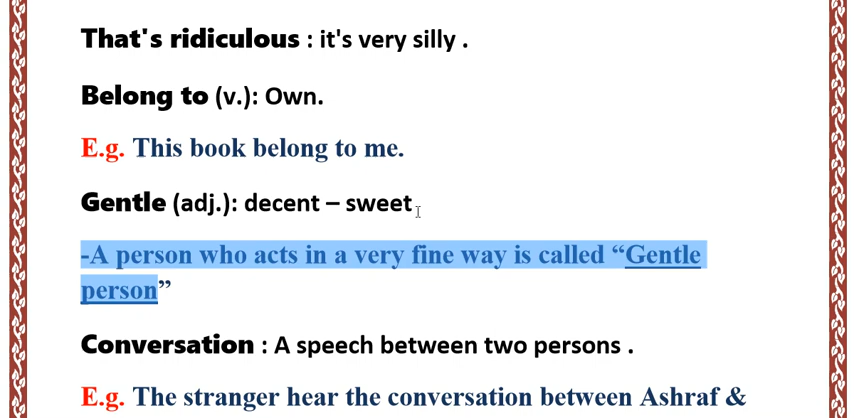 That's ridiculous : it's very silly .
Belong to (v.): Own.
E.g. This book belong to me.
Gentle (adj.): decent – sweet
-A person who acts in a very fine way is called “Gentle
person”
Conversation : A speech between two persons .
E.g. The stranger hear the conversation between Ashraf &